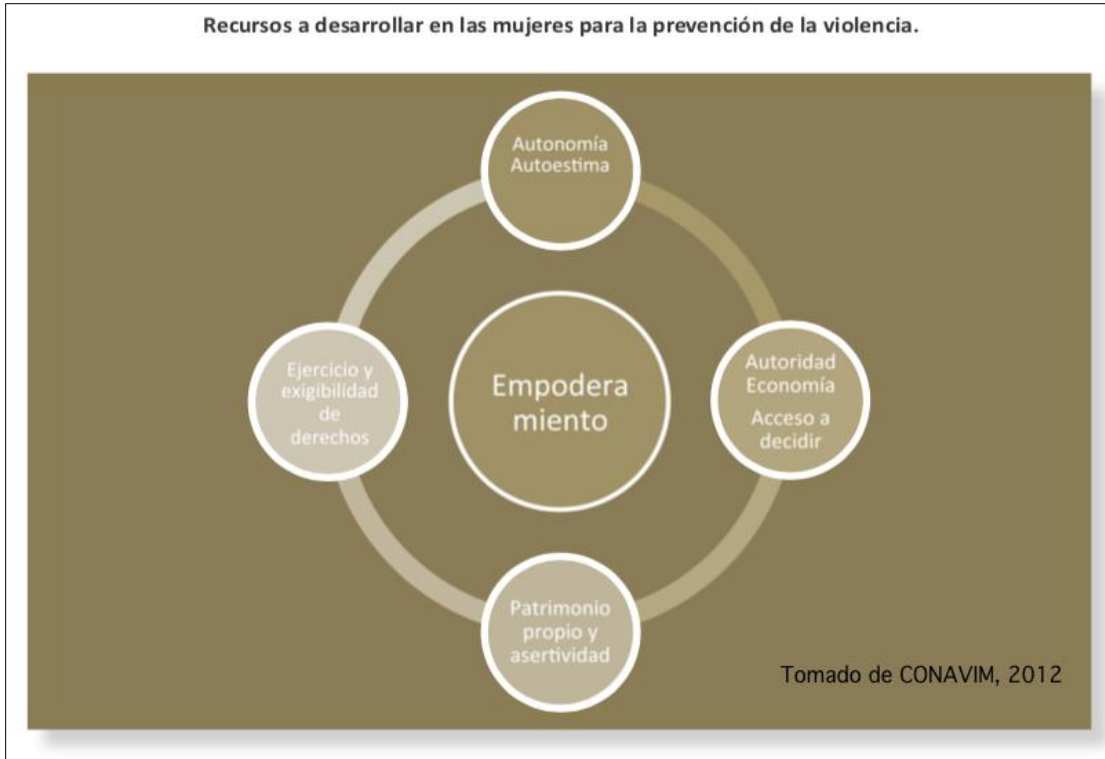 Recursos a desarrollar en las mujeres para la prevención de la violencia.
Autonomía
Autoestima
Autoridad
Economía
Acceso a
decidir
Patrimonio
propio y
asertividad
Ejercicio y
exigibilidad
de
derechos
Empodera
miento
Tomado de CONAVIM, 2012